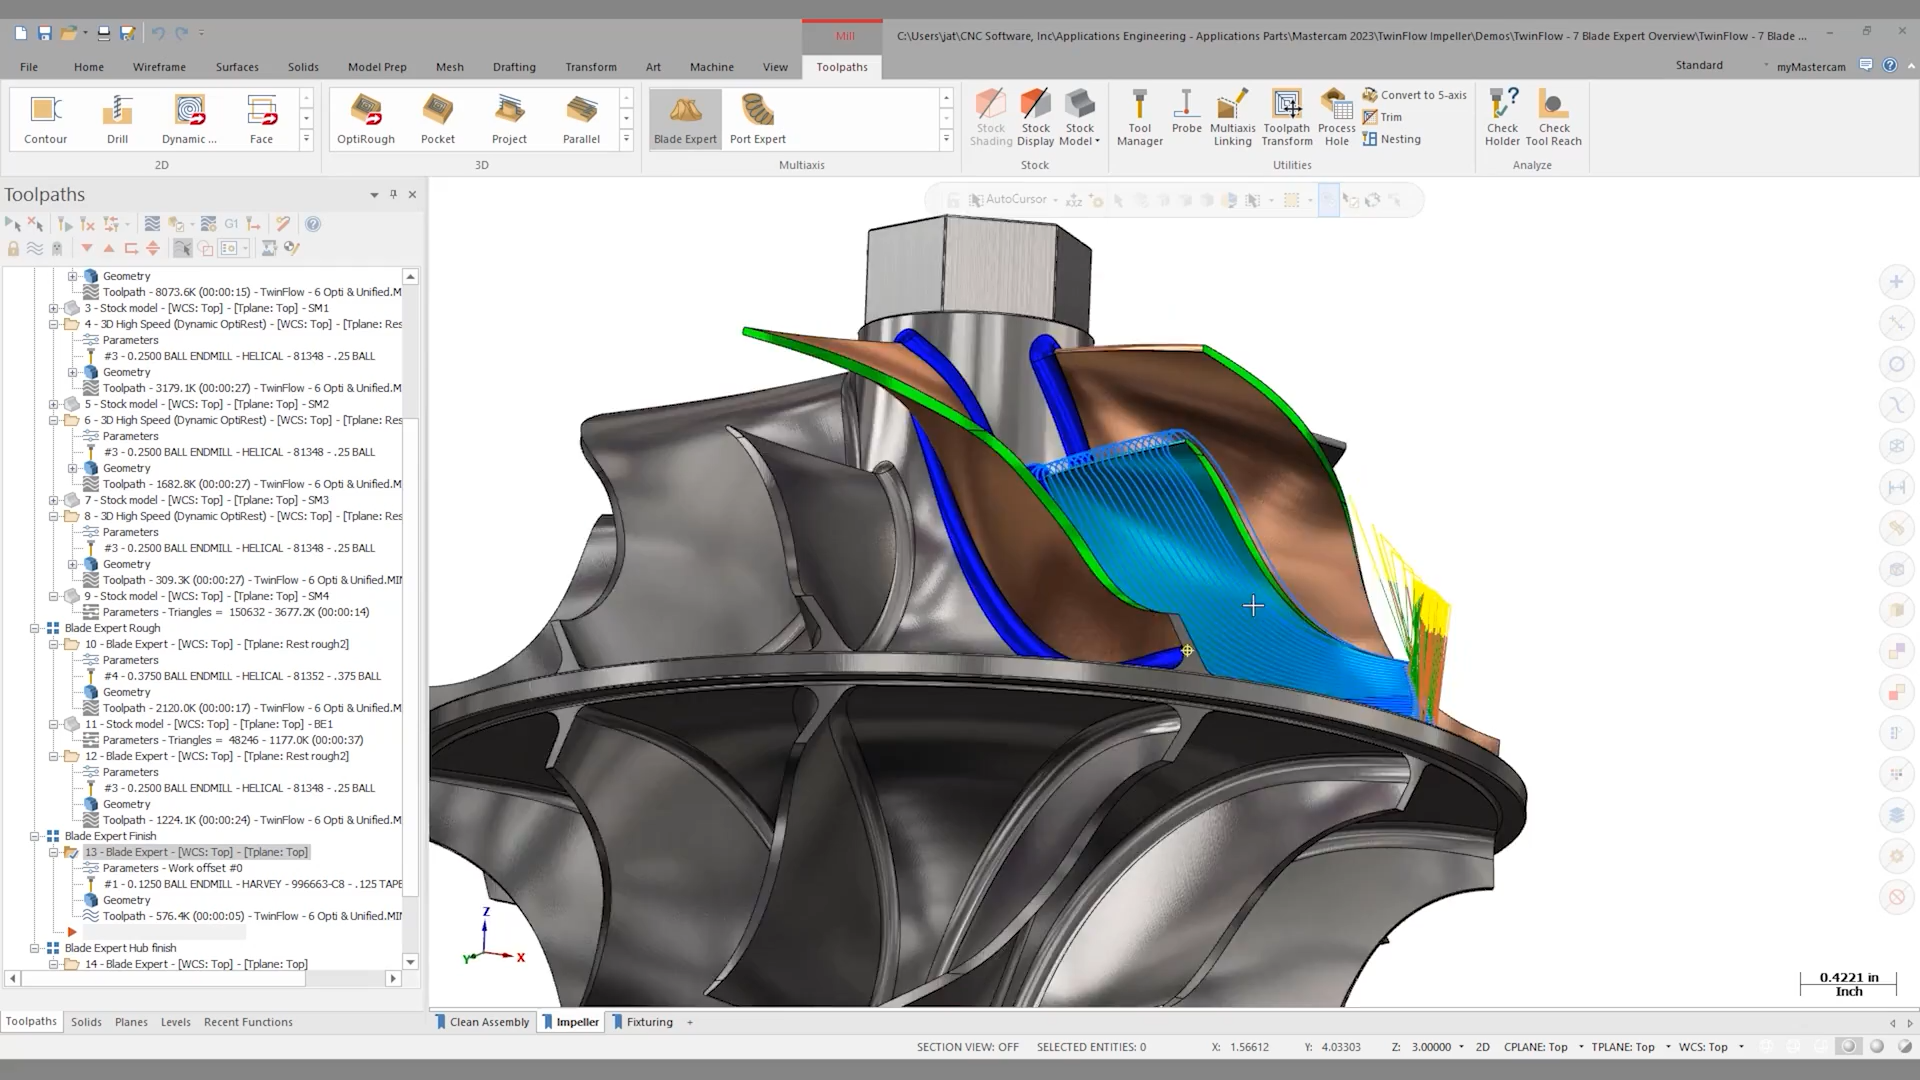 Mill
C:\Users\jat\CNC Software, Inc\Applications Engineering - Applications Parts\Mastercam 2023\TwinFlow Impeller\Demos\TwinFlow - 7 Blade Expert Overview\TwinFlow - 7 Blade ...
File Home Wireframe Surfaces Solids Model Prep Mesh Drafting Transform Art Machine View Toolpaths Standard myMastercam
Contour Drill Dynamic ... Face
OptiRough Pocket Project Parallel
Blade Expert Port Expert
Stock Shading Stock Display Stock Model
Tool Manager Probe Multiaxis Linking Toolpath Transform Process Hole
Convert to 5-axis
Trim
Nesting
Check Holder Check Tool Reach
2D 3D Multiaxis Stock Utilities Analyze
Toolpaths
G1
AutoCursor
Geometry
Toolpath - 8073.6K (00:00:15) - TwinFlow - 6 Opti & Unified.M
3 - Stock model - [WCS: Top] - [Tplane: Top] - SM1
4 - 3D High Speed (Dynamic OptiRest) - [WCS: Top] - [Tplane: Res
Parameters
#3 - 0.2500 BALL ENDMILL - HELICAL - 81348 - .25 BALL
Geometry
Toolpath - 3179.1K (00:00:27) - TwinFlow - 6 Opti & Unified.M
5 - Stock model - [WCS: Top] - [Tplane: Top] - SM2
6 - 3D High Speed (Dynamic OptiRest) - [WCS: Top] - [Tplane: Res
Parameters
#3 - 0.2500 BALL ENDMILL - HELICAL - 81348 - .25 BALL
Geometry
Toolpath - 1682.8K (00:00:27) - TwinFlow - 6 Opti & Unified.M
7 - Stock model - [WCS: Top] - [Tplane: Top] - SM3
8 - 3D High Speed (Dynamic OptiRest) - [WCS: Top] - [Tplane: Res
Parameters
#3 - 0.2500 BALL ENDMILL - HELICAL - 81348 - .25 BALL
Geometry
Toolpath - 309.3K (00:00:27) - TwinFlow - 6 Opti & Unified.MI
9 - Stock model - [WCS: Top] - [Tplane: Top] - SM4
Parameters - Triangles = 150632 - 3677.2K (00:00:14)
Blade Expert Rough
10 - Blade Expert - [WCS: Top] - [Tplane: Rest rough2]
Parameters
#4 - 0.3750 BALL ENDMILL - HELICAL - 81352 - .375 BALL
Geometry
Toolpath - 2120.0K (00:00:17) - TwinFlow - 6 Opti & Unified.M
11 - Stock model - [WCS: Top] - [Tplane: Top] - BE1
Parameters - Triangles = 48246 - 1177.0K (00:00:37)
12 - Blade Expert - [WCS: Top] - [Tplane: Rest rough2]
Parameters
#3 - 0.2500 BALL ENDMILL - HELICAL - 81348 - .25 BALL
Geometry
Toolpath - 1224.1K (00:00:24) - TwinFlow - 6 Opti & Unified.M
Blade Expert Finish
13 - Blade Expert - [WCS: Top] - [Tplane: Top]
Parameters - Work offset #0
#1 - 0.1250 BALL ENDMILL - HARVEY - 996663-C8 - .125 TAPE
Geometry
Toolpath - 576.4K (00:00:05) - TwinFlow - 6 Opti & Unified.MI
Blade Expert Hub finish
14 - Blade Expert - [WCS: Top] - [Tplane: Top]
Z
Y
X
0.4221 in
Inch
Toolpaths Solids Planes Levels Recent Functions
Clean Assembly Impeller Fixturing +
SECTION VIEW: OFF SELECTED ENTITIES: 0 X: 1.56612 Y: 4.03303 Z: 3.00000 2D CPLANE: Top TPLANE: Top WCS: Top